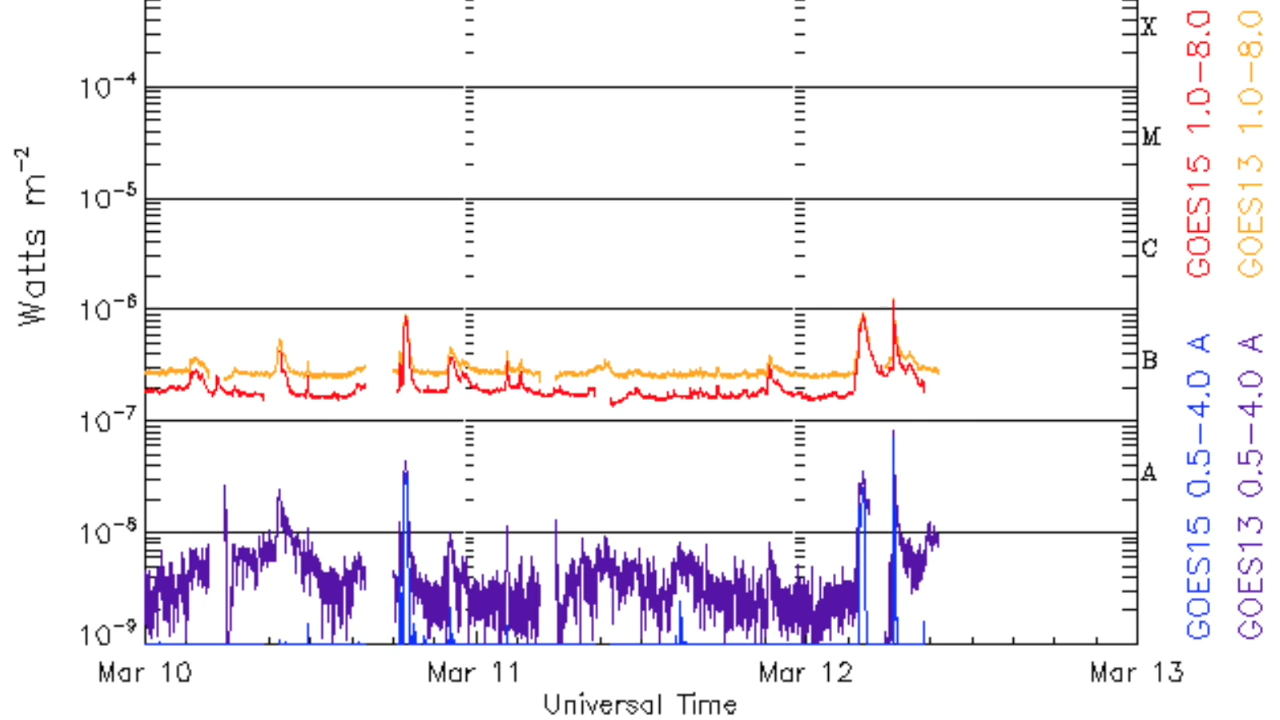 X
10⁻⁴
M
10⁻⁵
C
10⁻⁶
B
10⁻⁷
A
10⁻⁸
10⁻⁹
Watts m⁻²
Mar 10 Mar 11 Mar 12 Mar 13
Universal Time
GOES15 1.0-8.0
GOES13 1.0-8.0
GOES15 0.5-4.0 A
GOES13 0.5-4.0 A